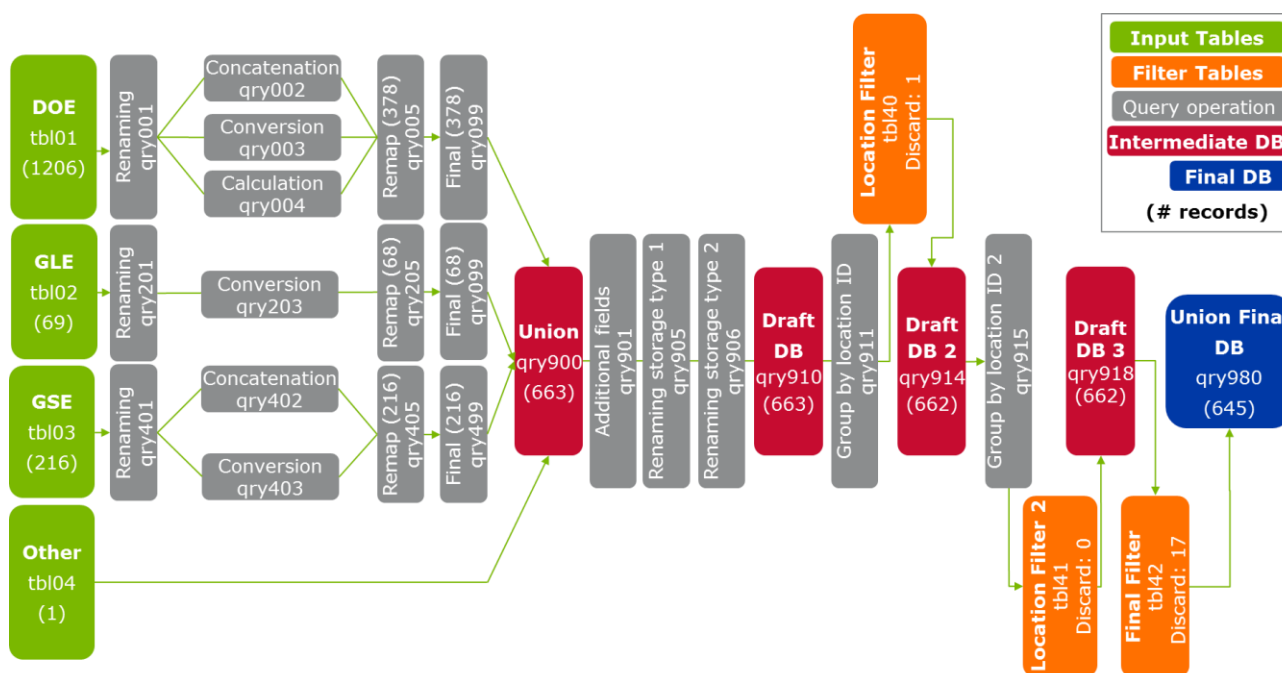 DOE
tbl01
(1206)
Renaming
qry001
Concatenation
qry002
Conversion
qry003
Calculation
qry004
Remap (378)
qry005
Final (378)
qry099
GLE
tbl02
(69)
Renaming
qry201
Conversion
qry203
Remap (68)
qry205
Final (68)
qry099
GSE
tbl03
(216)
Renaming
qry401
Concatenation
qry402
Conversion
qry403
Remap (216)
qry405
Final (216)
qry499
Other
tbl04
(1)
Union
qry900
(663)
Additional fields
qry901
Renaming storage type 1
qry905
Renaming storage type 2
qry906
Draft
DB
qry910
(663)
Group by location ID
qry911
Location Filter
tbl40
Discard: 1
Draft
DB 2
qry914
(662)
Group by location ID 2
qry915
Location Filter 2
tbl41
Discard: 0
Draft
DB 3
qry918
(662)
Final Filter
tbl42
Discard: 17
Union Final
DB
qry980
(645)
Input Tables
Filter Tables
Query operation
Intermediate DB
Final DB
(# records)